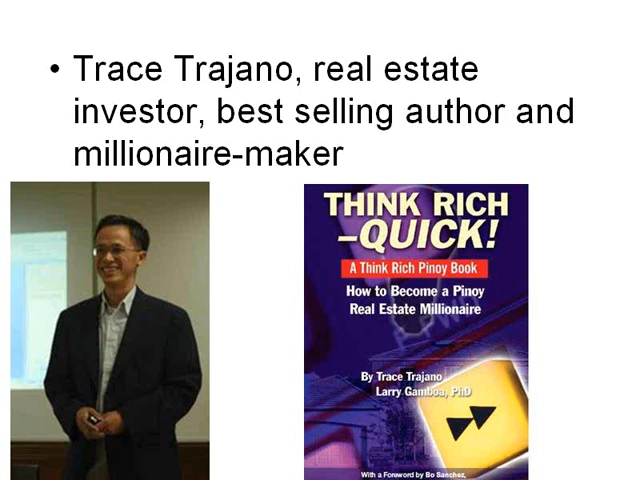 • Trace Trajano, real estate
investor, best selling author and
millionaire-maker
THINK RICH
–QUICK!
A Think Rich Pinoy Book
How to Become a Pinoy
Real Estate Millionaire
By Trace Trajano
Larry Gamboa, PhD
With a Foreword by Bo Sanchez,